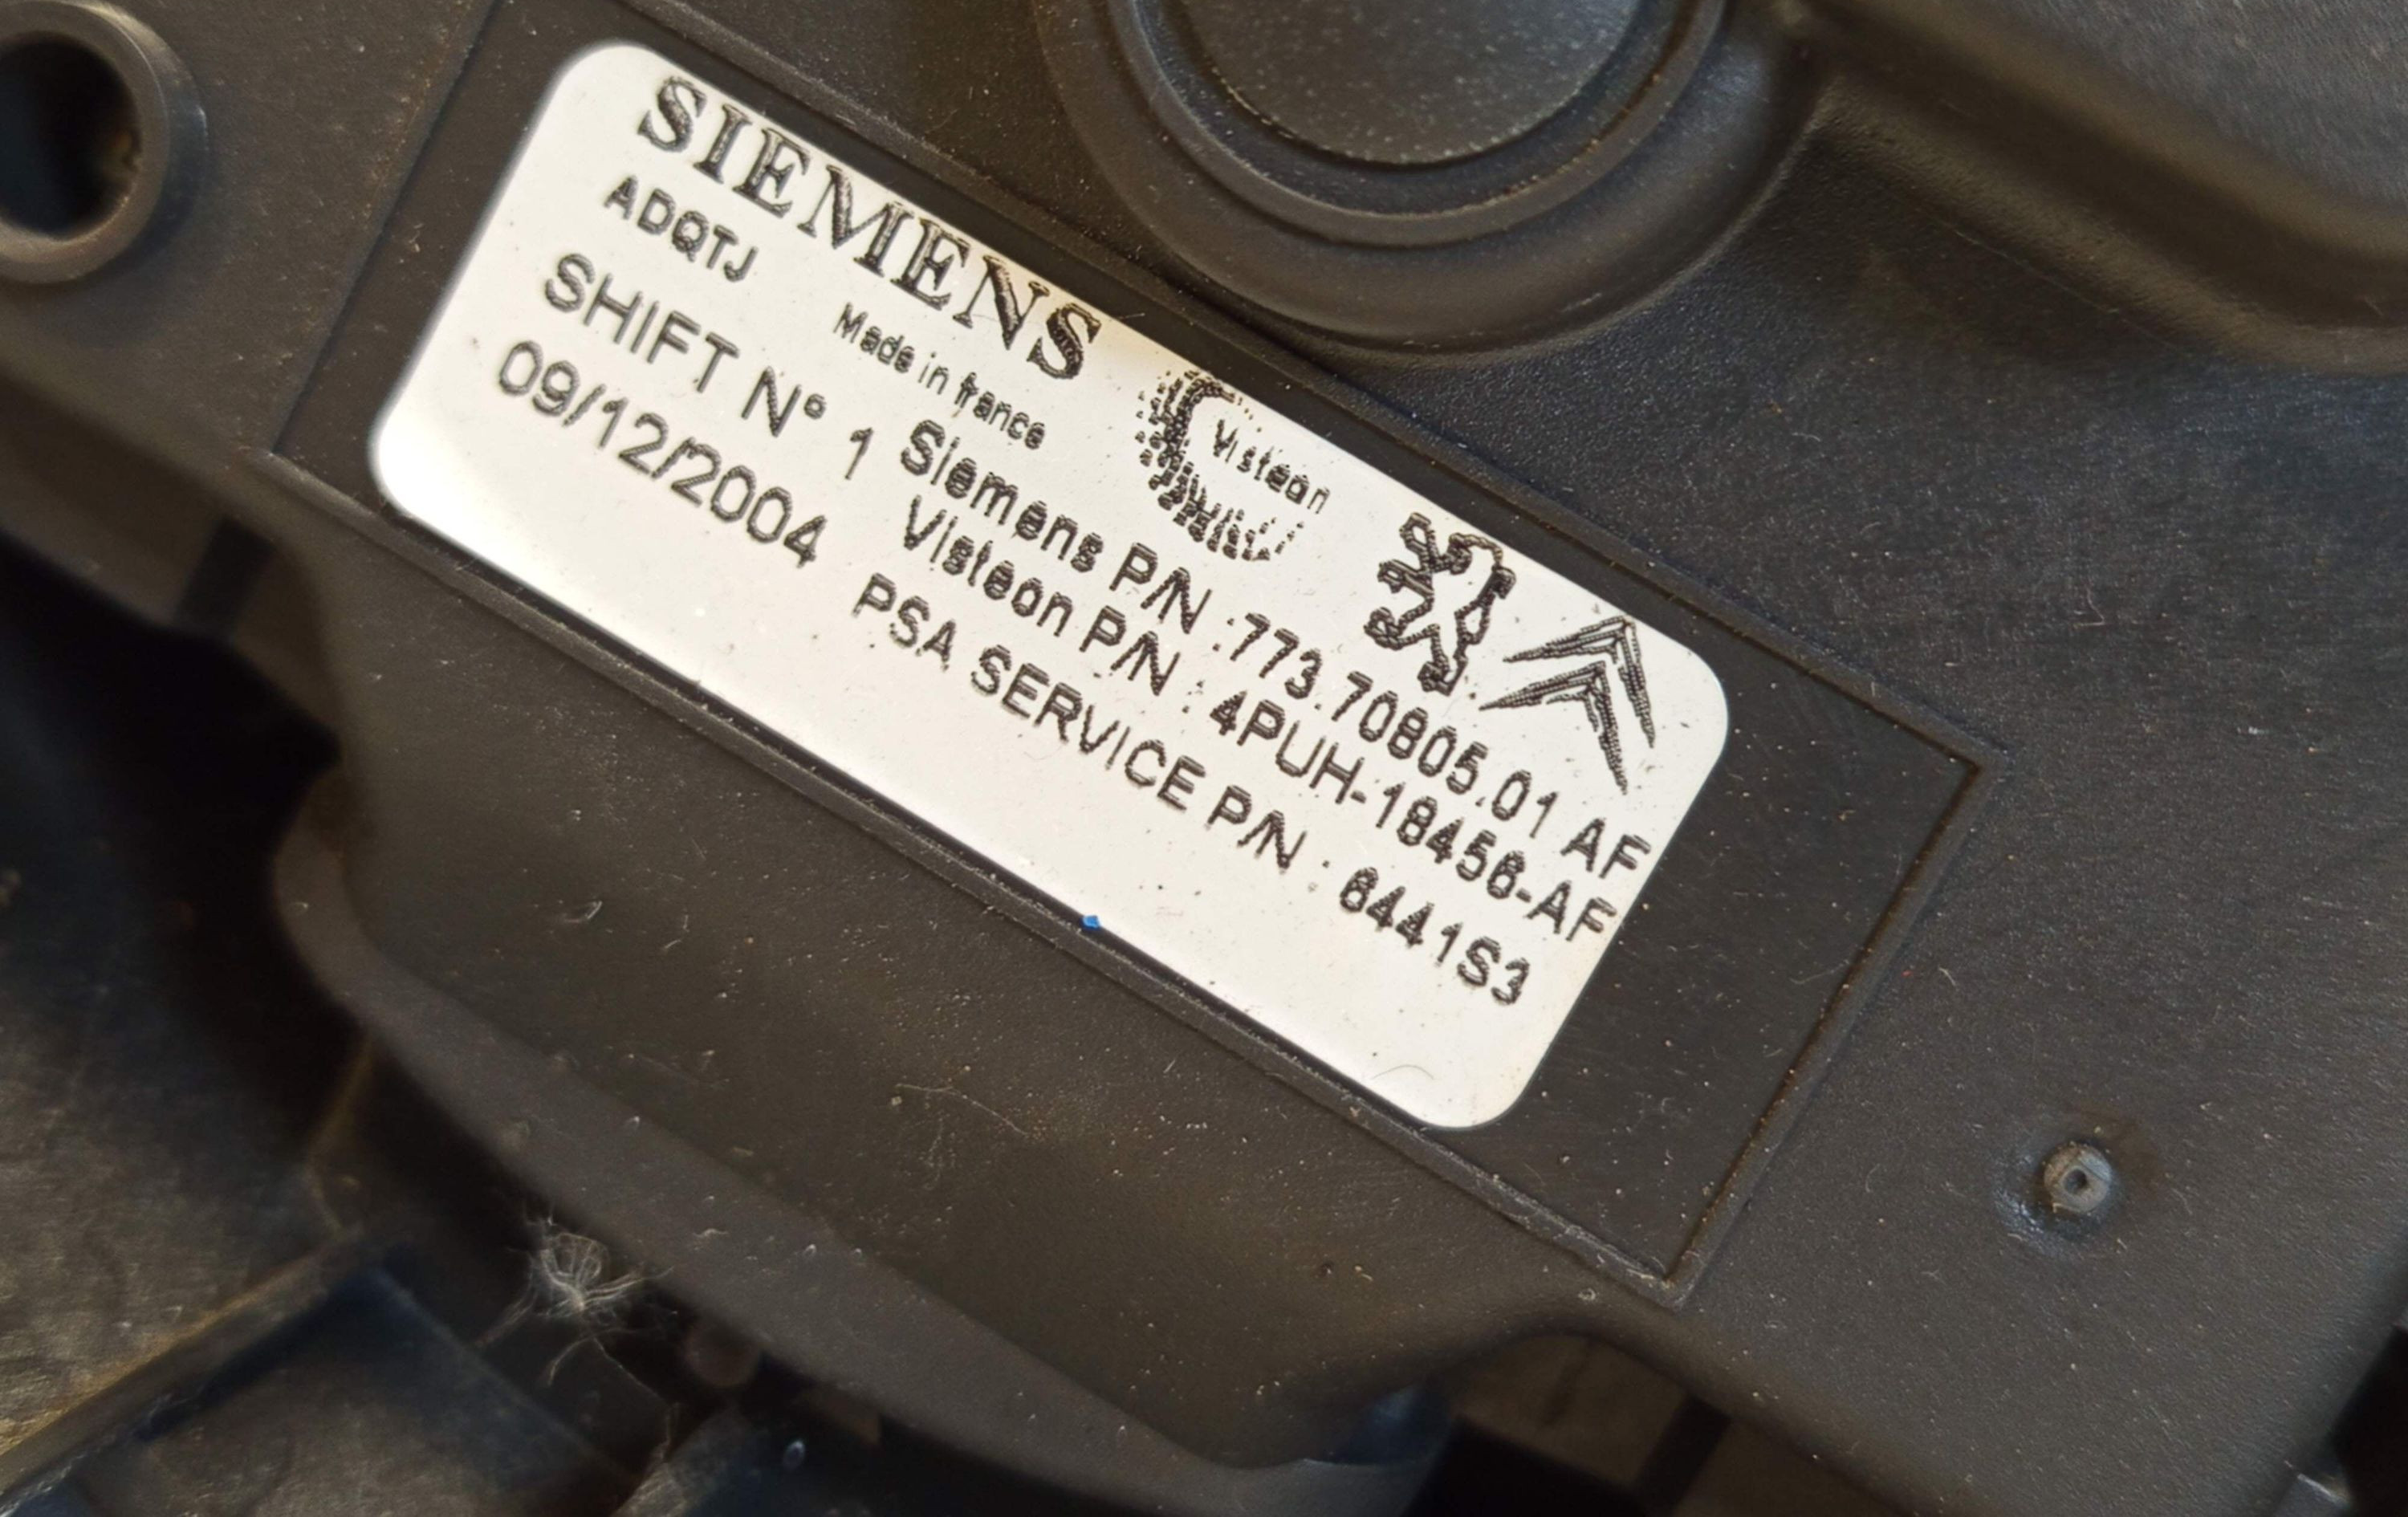 SIEMENS
Visteon
ADQTJ
Made in france
SHIFT N° 1
Siemens P/N :773.70805.01 AF
09/12/2004
Visteon P/N : 4PUH-18456-AF
PSA SERVICE P/N : 6441S3